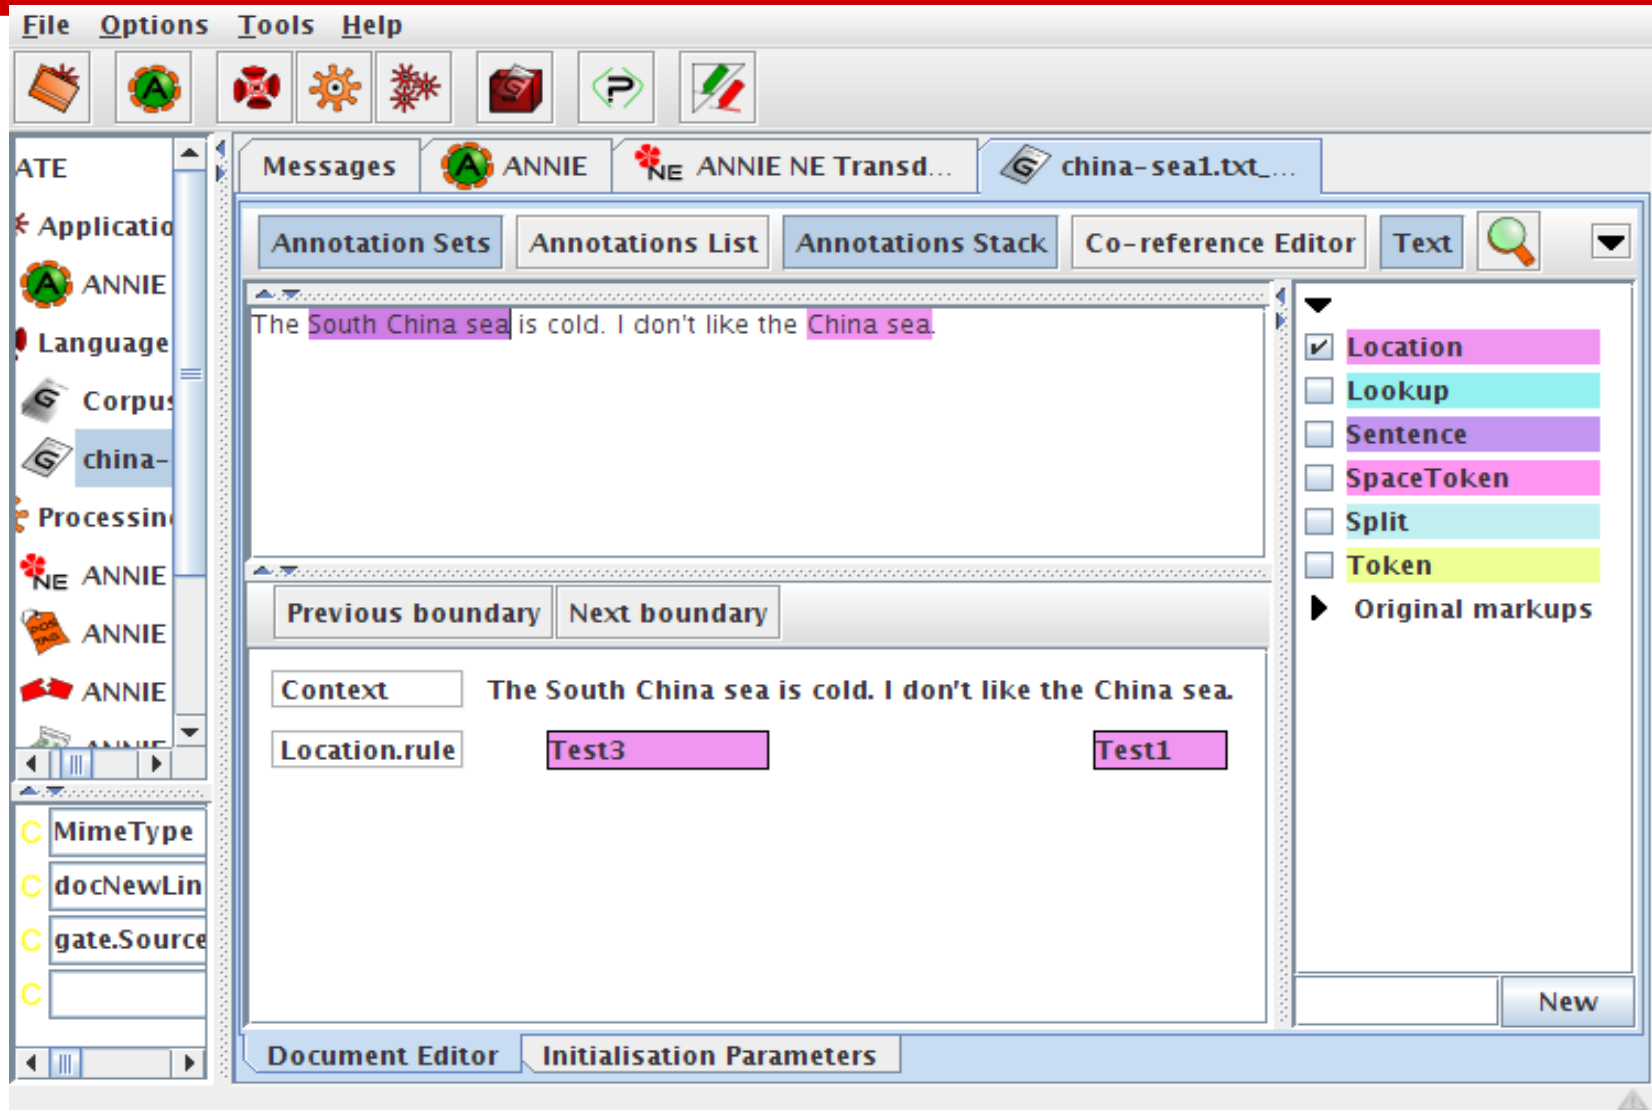 File Options Tools Help
Messages ANNIE NE ANNIE NE Transd... china-sea1.txt_...
ATE
Applicatio
ANNIE
Language
Corpus
china-
Processin
NE ANNIE
ANNIE
ANNIE
ANNIE
Annotation Sets Annotations List Annotations Stack Co-reference Editor Text
The South China sea is cold. I don't like the China sea.
Previous boundary Next boundary
Context The South China sea is cold. I don't like the China sea.
Location.rule Test3 Test1
Location
Lookup
Sentence
SpaceToken
Split
Token
Original markups
New
C MimeType
C docNewLin
C gate.Source
C
Document Editor Initialisation Parameters